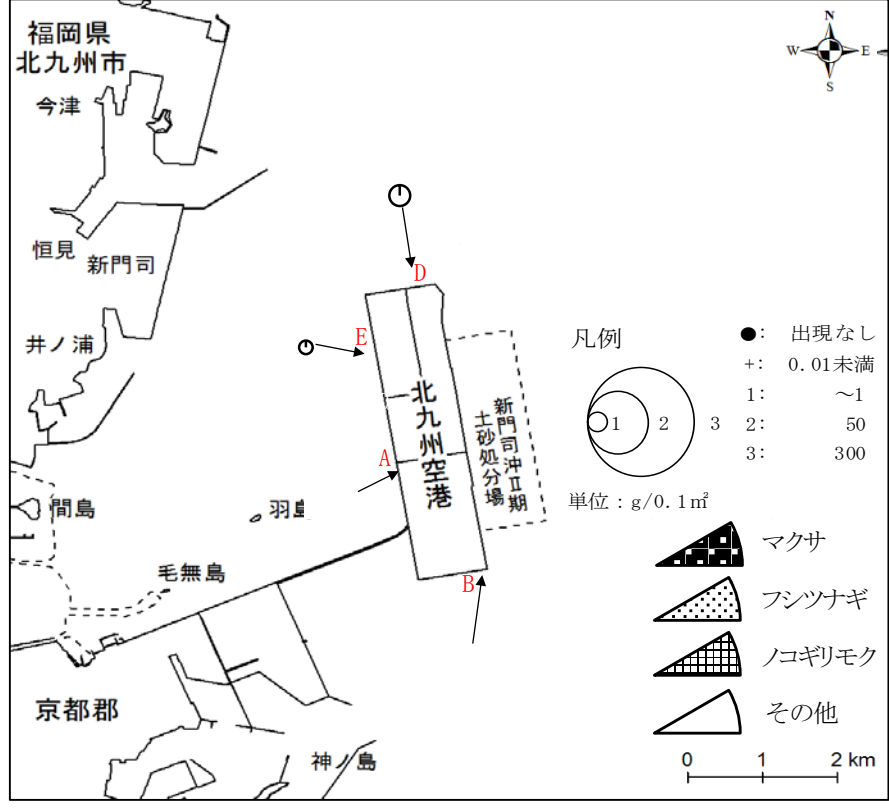 福岡県
北九州市
N
W
E
S
今津
恒見
新門司
D
井ノ浦
E
凡例
●: 出現なし
+: 0.01未満
1: ～1
2: 50
3: 300
1
2
3
北九州空港
新門司沖Ⅱ期
土砂処分場
A
単位：g/0.1㎡
間島
羽島
マクサ
毛無島
B
フシツナギ
ノコギリモク
京都郡
その他
神ノ島
0
1
2 km